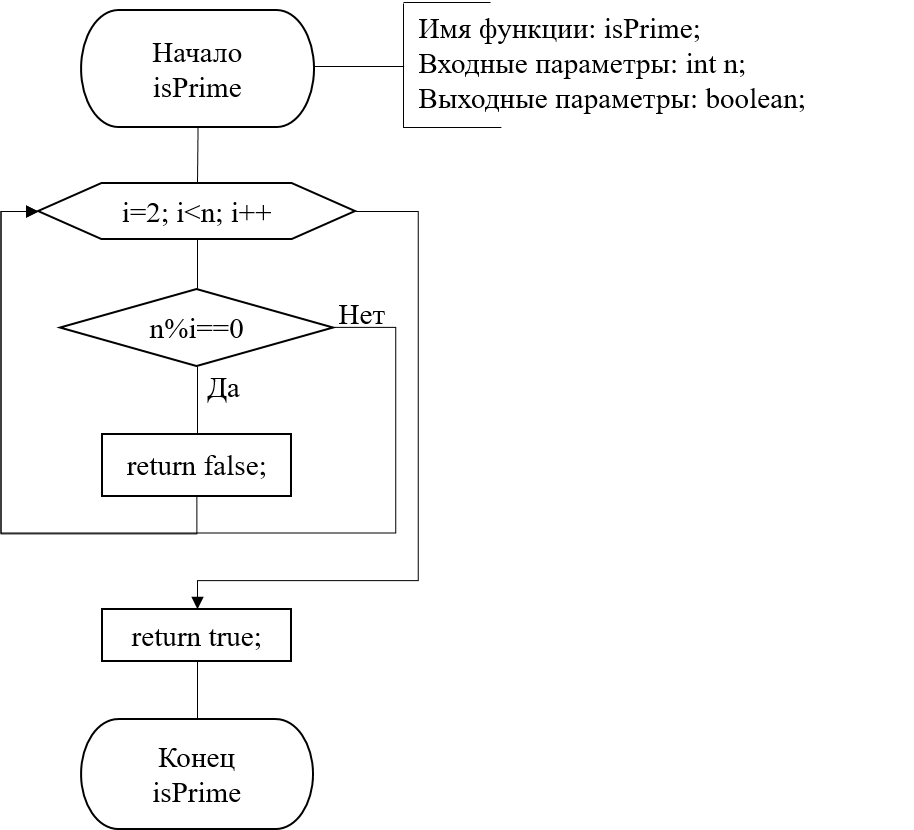 Начало
isPrime
Имя функции: isPrime;
Входные параметры: int n;
Выходные параметры: boolean;
i=2; i<n; i++
n%i==0
Нет
Да
return false;
return true;
Конец
isPrime